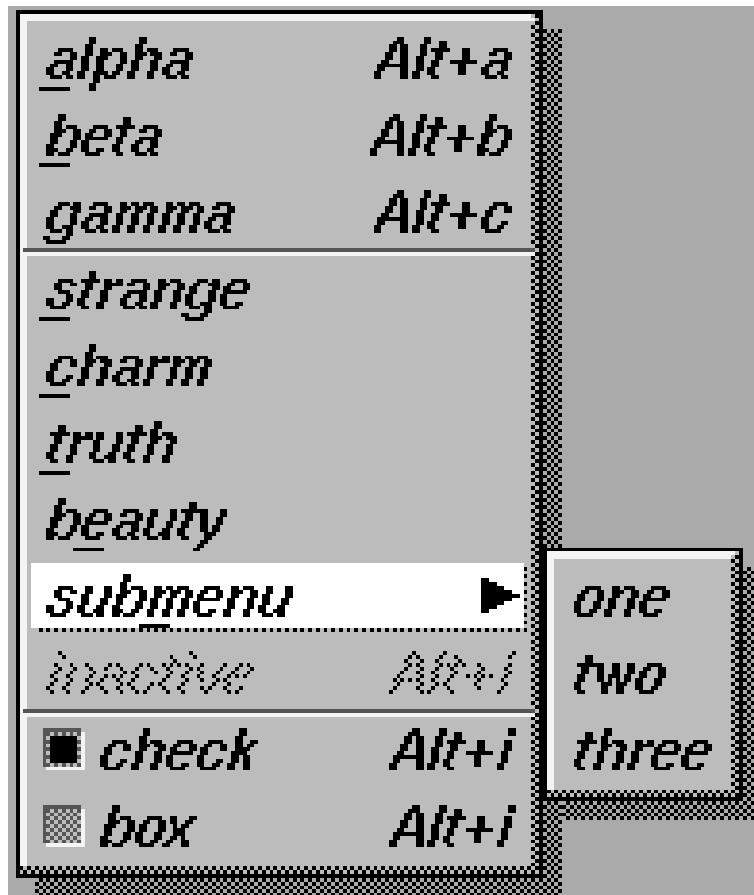 alpha Alt+a
beta Alt+b
gamma Alt+c
strange
charm
truth
beauty
submenu
inactive Alt+i
check Alt+i
box Alt+i
one
two
three